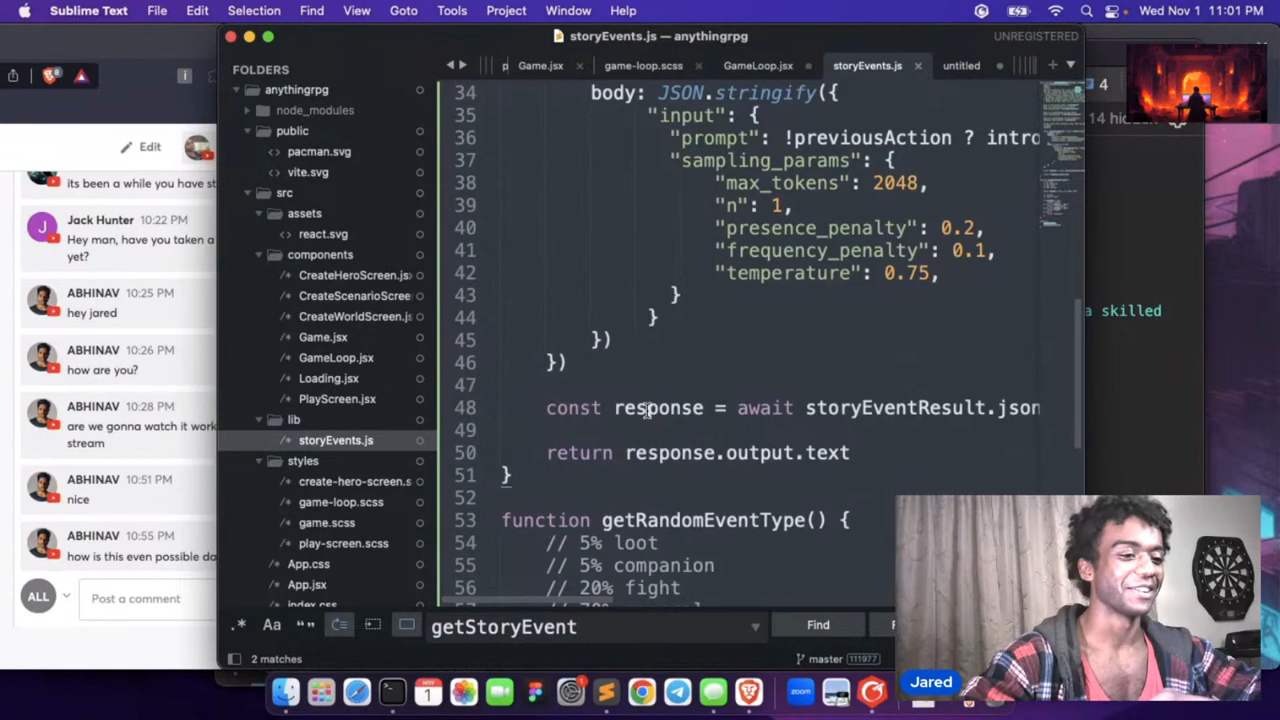 Sublime Text File Edit Selection Find View Goto Tools Project Window Help Wed Nov 1 11:01 PM
storyEvents.js — anythingrpg
UNREGISTERED
Edit
its been a while you have st
J
Jack Hunter 10:22 PM
Hey man, have you taken a
yet?
ABHINAV 10:25 PM
hey jared
ABHINAV 10:26 PM
how are you?
ABHINAV 10:28 PM
are we gonna watch it work
stream
ABHINAV 10:51 PM
nice
ABHINAV 10:55 PM
how is this even possible da
ALL
Post a comment
FOLDERS
anythingrpg
node_modules
public
pacman.svg
vite.svg
src
assets
react.svg
components
CreateHeroScreen.js
CreateScenarioScree
CreateWorldScreen.js
Game.jsx
GameLoop.jsx
Loading.jsx
PlayScreen.jsx
lib
storyEvents.js
styles
create-hero-screen.s
game-loop.scss
game.scss
play-screen.scss
App.css
App.jsx
index.css
p Game.jsx × game-loop.scss GameLoop.jsx storyEvents.js × untitled
34 body: JSON.stringify({
35 "input": {
36 "prompt": !previousAction ? intro
37 "sampling_params": {
38 "max_tokens": 2048,
39 "n": 1,
40 "presence_penalty": 0.2,
41 "frequency_penalty": 0.1,
42 "temperature": 0.75,
43 }
44 }
45 })
46 })
47
48 const response = await storyEventResult.json
49
50 return response.output.text
51 }
52
53 function getRandomEventType() {
54 // 5% loot
55 // 5% companion
56 // 20% fight
4
14 hidd
a skilled
.* Aa “” getStoryEvent Find F
2 matches
master 111977
1
1
zoom
Jared